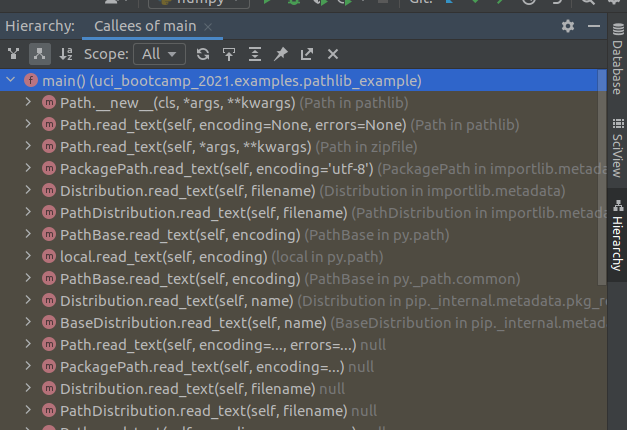 numpy
Git:
Hierarchy: Callees of main
Scope: All
main() (uci_bootcamp_2021.examples.pathlib_example)
Path.__new__(cls, *args, **kwargs) (Path in pathlib)
Path.read_text(self, encoding=None, errors=None) (Path in pathlib)
Path.read_text(self, *args, **kwargs) (Path in zipfile)
PackagePath.read_text(self, encoding='utf-8') (PackagePath in importlib.metada
Distribution.read_text(self, filename) (Distribution in importlib.metadata)
PathDistribution.read_text(self, filename) (PathDistribution in importlib.metada
PathBase.read_text(self, encoding) (PathBase in py.path)
local.read_text(self, encoding) (local in py.path)
PathBase.read_text(self, encoding) (PathBase in py._path.common)
Distribution.read_text(self, name) (Distribution in pip._internal.metadata.pkg_re
BaseDistribution.read_text(self, name) (BaseDistribution in pip._internal.metad
Path.read_text(self, encoding=..., errors=...) null
PackagePath.read_text(self, encoding=...) null
Distribution.read_text(self, filename) null
PathDistribution.read_text(self, filename) null
Database
SciView
Hierarchy